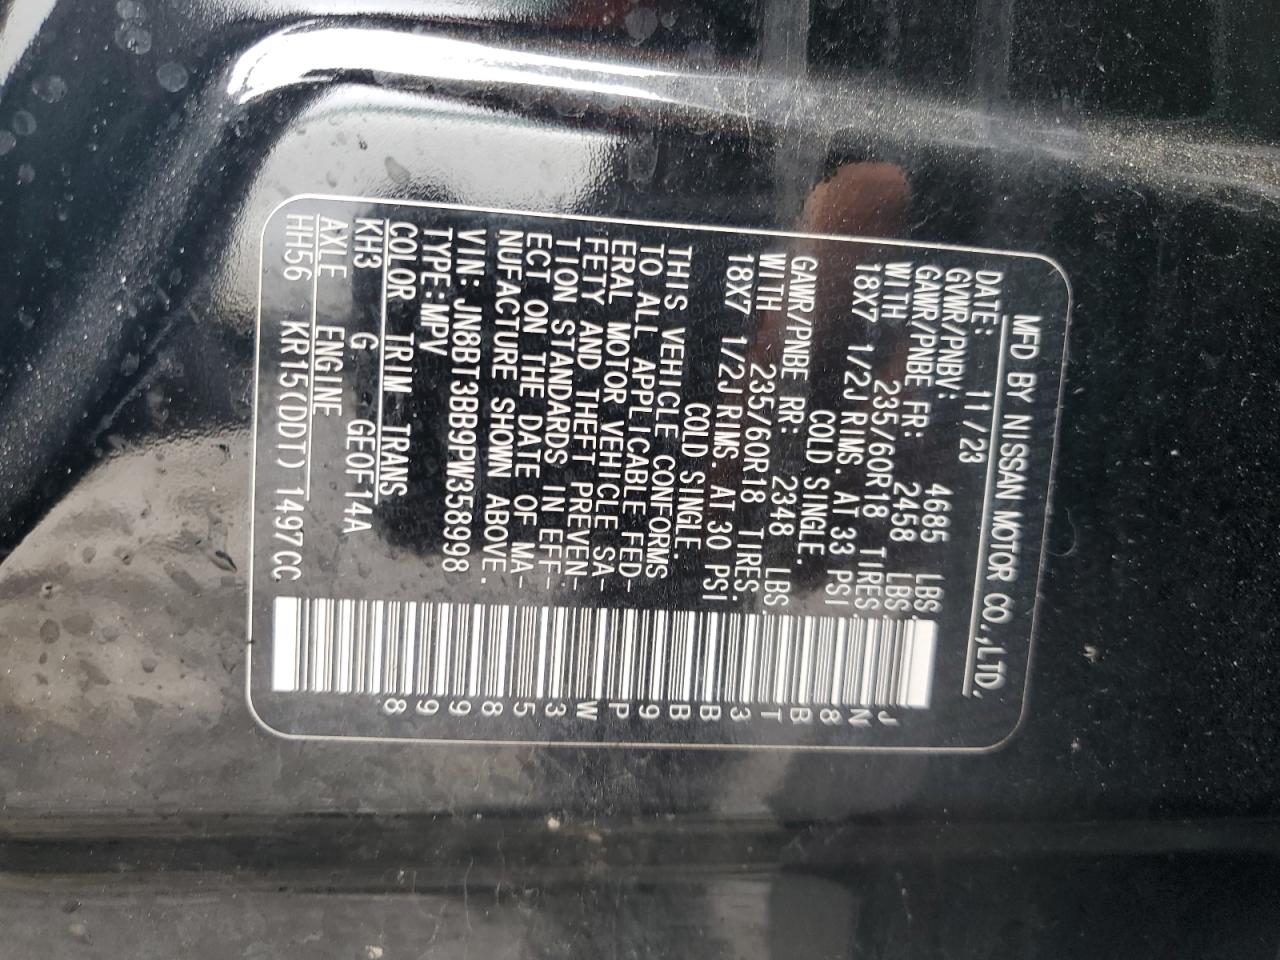 MFD BY NISSAN MOTOR CO.,LTD.
DATE: 11/23
GVWR/PNBV: 4685 LBS.
GAWR/PNBE FR: 2458 LBS.
WITH 235/60R18 TIRES.
18X7 1/2J RIMS. AT 33 PSI
COLD SINGLE.
GAWR/PNBE RR: 2348 LBS.
WITH 235/60R18 TIRES.
18X7 1/2J RIMS. AT 30 PSI
COLD SINGLE.
THIS VEHICLE CONFORMS
TO ALL APPLICABLE FED-
ERAL MOTOR VEHICLE SA-
FETY AND THEFT PREVEN-
TION STANDARDS IN EFF-
ECT ON THE DATE OF MA-
NUFACTURE SHOWN ABOVE.
VIN: JN8BT3BB9PW358998
TYPE:MPV
COLOR TRIM TRANS
KH3 G GE0F14A
AXLE ENGINE
HH56 KR15(DDT)1497CC
JN8BT3BB9PW358998